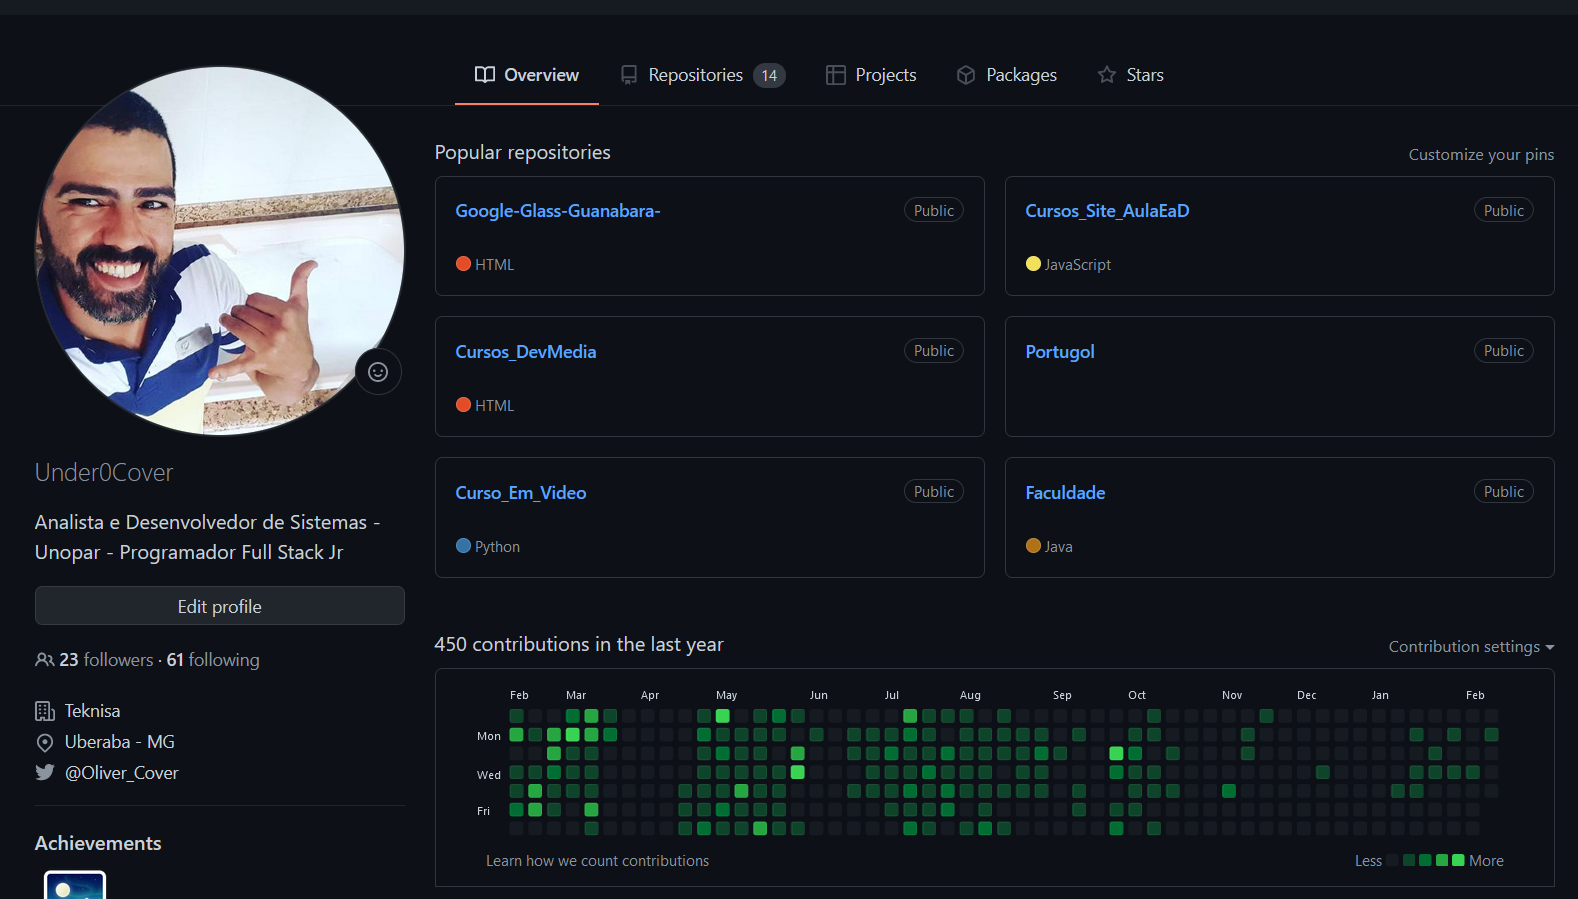 Overview
Repositories 14
Projects
Packages
Stars
Under0Cover
Analista e Desenvolvedor de Sistemas -
Unopar - Programador Full Stack Jr
Edit profile
23 followers · 61 following
Teknisa
Uberaba - MG
@Oliver_Cover
Achievements
Popular repositories
Customize your pins
Google-Glass-Guanabara-
Public
HTML
Cursos_Site_AulaEaD
Public
JavaScript
Cursos_DevMedia
Public
HTML
Portugol
Public
Curso_Em_Video
Public
Python
Faculdade
Public
Java
450 contributions in the last year
Contribution settings
Feb Mar Apr May Jun Jul Aug Sep Oct Nov Dec Jan Feb
Mon
Wed
Fri
Learn how we count contributions
Less More